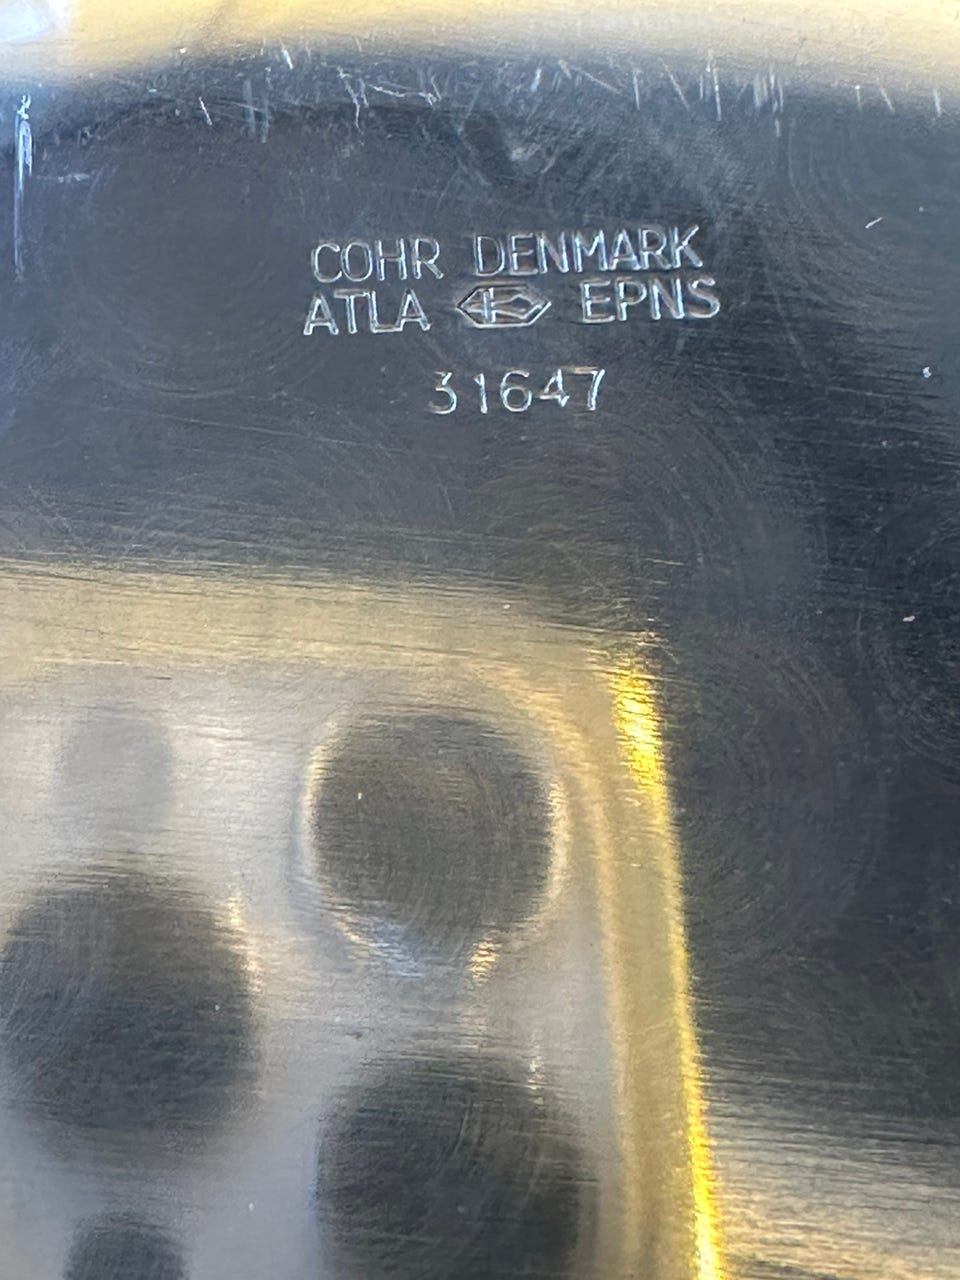 COHR DENMARK
ATLA K EPNS
31647